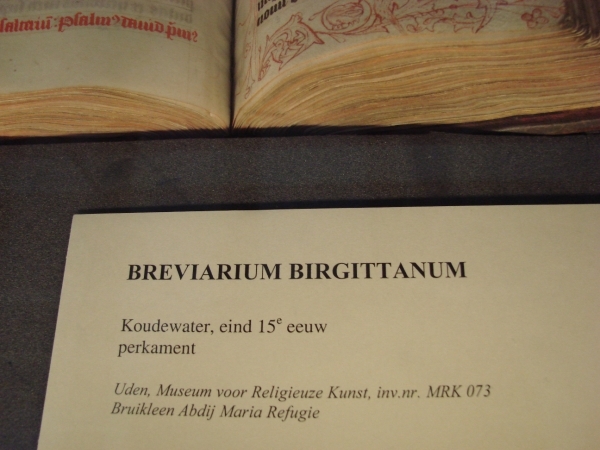 BREVIARIUM BIRGITTANUM
Koudewater, eind 15e eeuw
perkament
Uden, Museum voor Religieuze Kunst, inv.nr. MRK 073
Bruikleen Abdij Maria Refugie